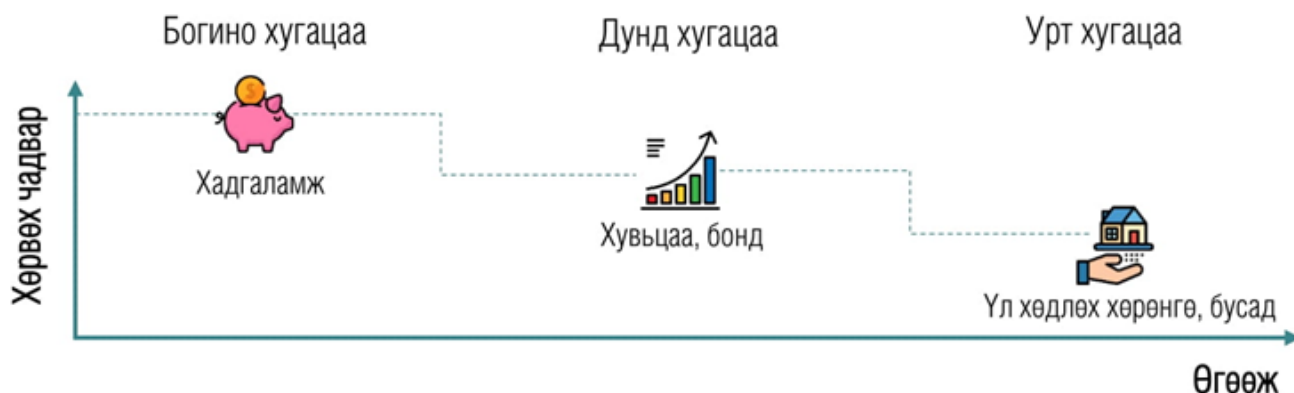 Богино хугацаа
Дунд хугацаа
Урт хугацаа
Хөрвөх чадвар
Хадгаламж
Хувьцаа, бонд
Үл хөдлөх хөрөнгө, бусад
Өгөөж